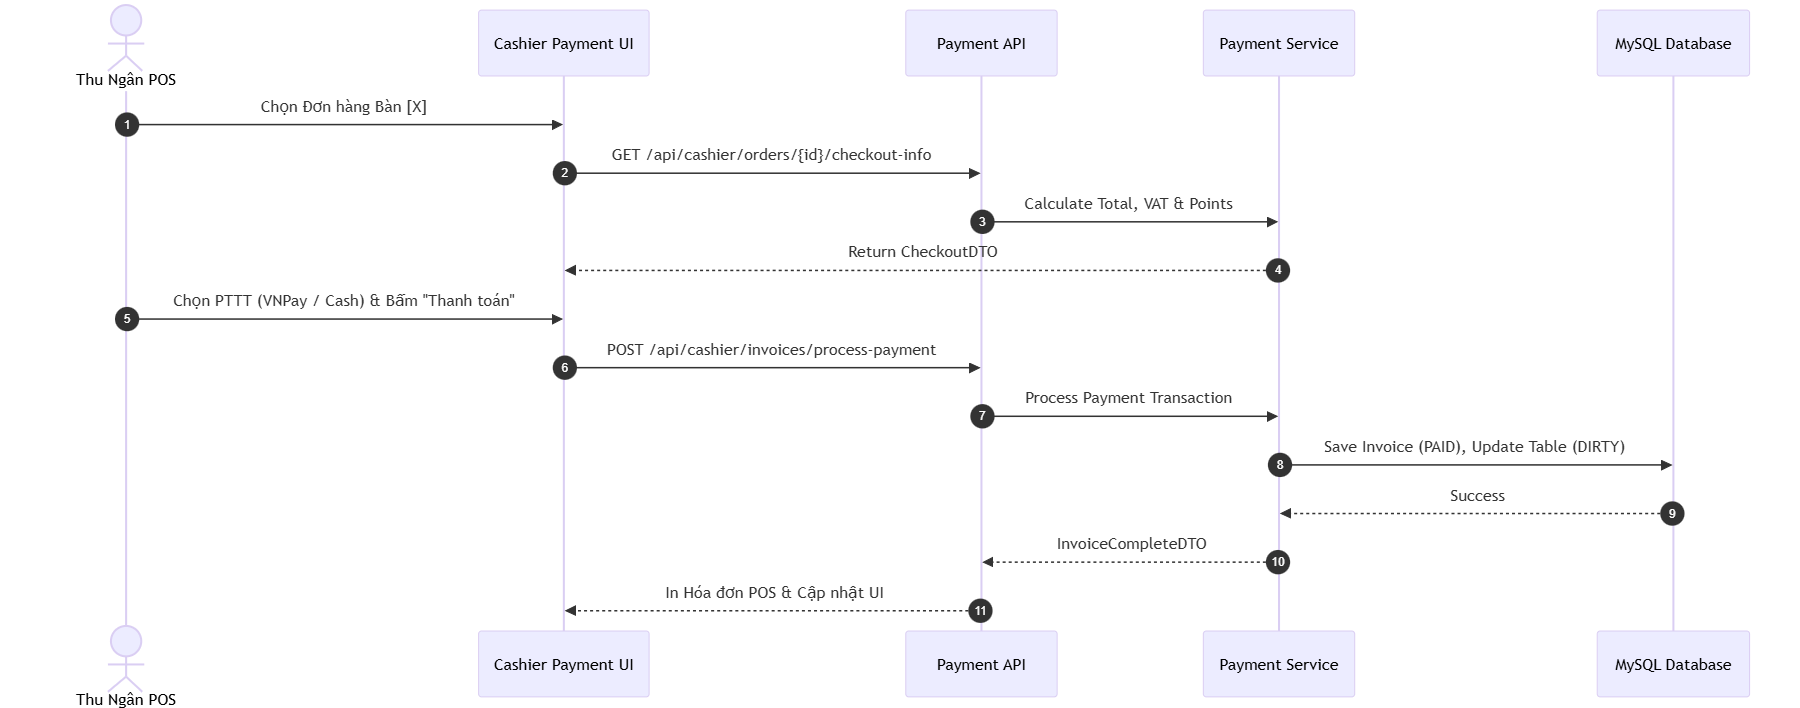 Thu Ngân POS
Cashier Payment UI
Payment API
Payment Service
MySQL Database
Chọn Đơn hàng Bàn [X]
1
GET /api/cashier/orders/{id}/checkout-info
2
Calculate Total, VAT & Points
3
Return CheckoutDTO
4
Chọn PTTT (VNPay / Cash) & Bấm "Thanh toán"
5
POST /api/cashier/invoices/process-payment
6
Process Payment Transaction
7
Save Invoice (PAID), Update Table (DIRTY)
8
Success
9
InvoiceCompleteDTO
10
In Hóa đơn POS & Cập nhật UI
11
Thu Ngân POS
Cashier Payment UI
Payment API
Payment Service
MySQL Database